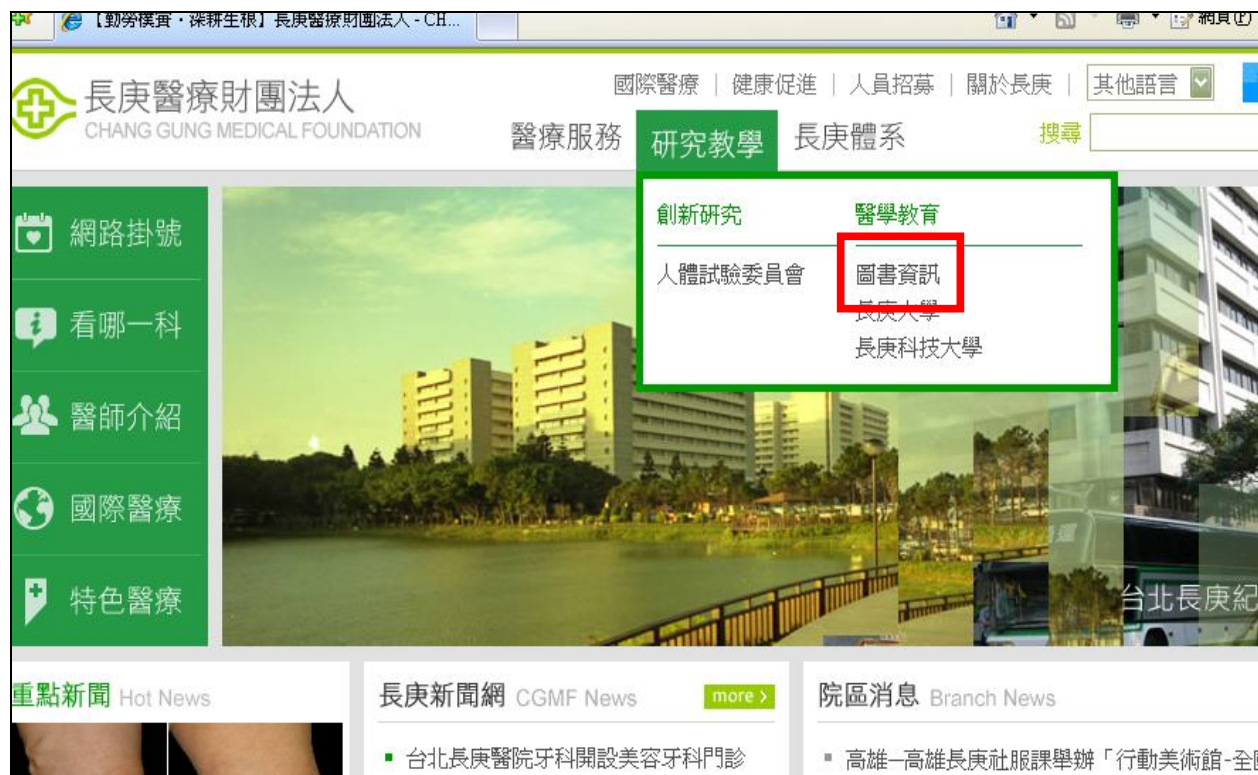 【勤勞樸實‧深耕生根】長庚醫療財團法人 - CH...
網頁(P)
長庚醫療財團法人
CHANG GUNG MEDICAL FOUNDATION
國際醫療 | 健康促進 | 人員招募 | 關於長庚 | 其他語言
醫療服務 研究教學 長庚體系 搜尋
創新研究 醫學教育
人體試驗委員會 圖書資訊
長庚大學
長庚科技大學
網路掛號
看哪一科
醫師介紹
國際醫療
特色醫療
台北長庚紀
重點新聞 Hot News
長庚新聞網 CGMF News more >
院區消息 Branch News
台北長庚醫院牙科開設美容牙科門診
高雄─高雄長庚社服課舉辦「行動美術館-全